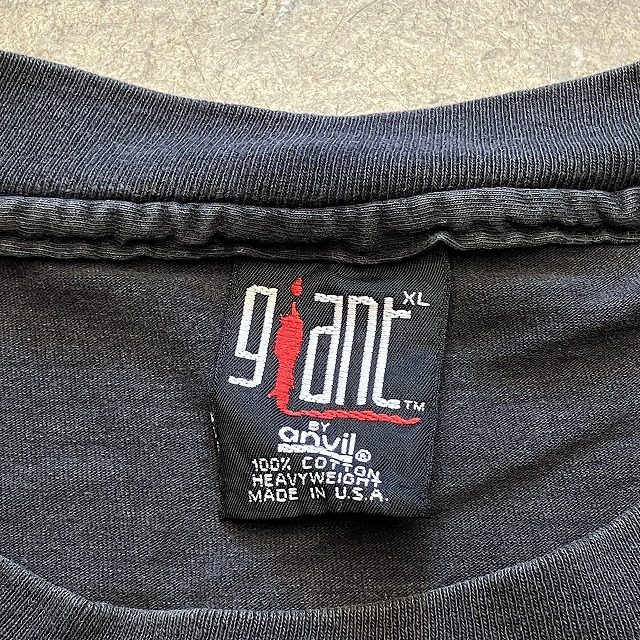 giant XL TM
BY
anvil ®
100% COTTON
HEAVYWEIGHT
MADE IN U.S.A.